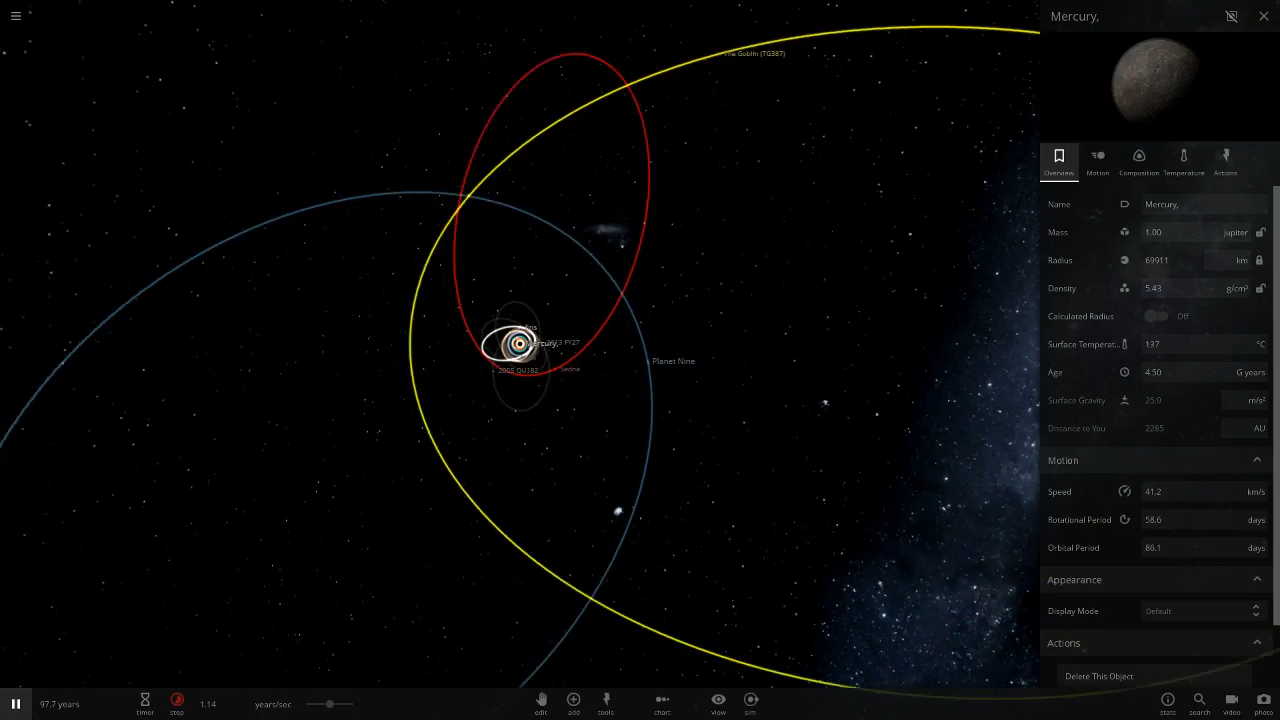 Mercury,
The Goblin (TG387)
Overview
Motion
Composition
Temperature
Actions
Name Mercury,
Mass 1.00 jupiter
Radius 69911 km
Density 5.43 g/cm³
Calculated Radius Off
Surface Temperat... 137 °C
Age 4.50 G years
Surface Gravity 25.9 m/s²
Distance to You 2285 AU
Eris
Mercury,
2013 FY27
Planet Nine
2005 QU182
Sedna
Motion
Speed 41.2 km/s
Rotational Period 58.6 days
Orbital Period 86.1 days
Appearance
Display Mode Default
Actions
Delete This Object
97.7 years
timer
step
1.14 years/sec
edit
add
tools
chart
view
sim
stats
search
video
photo